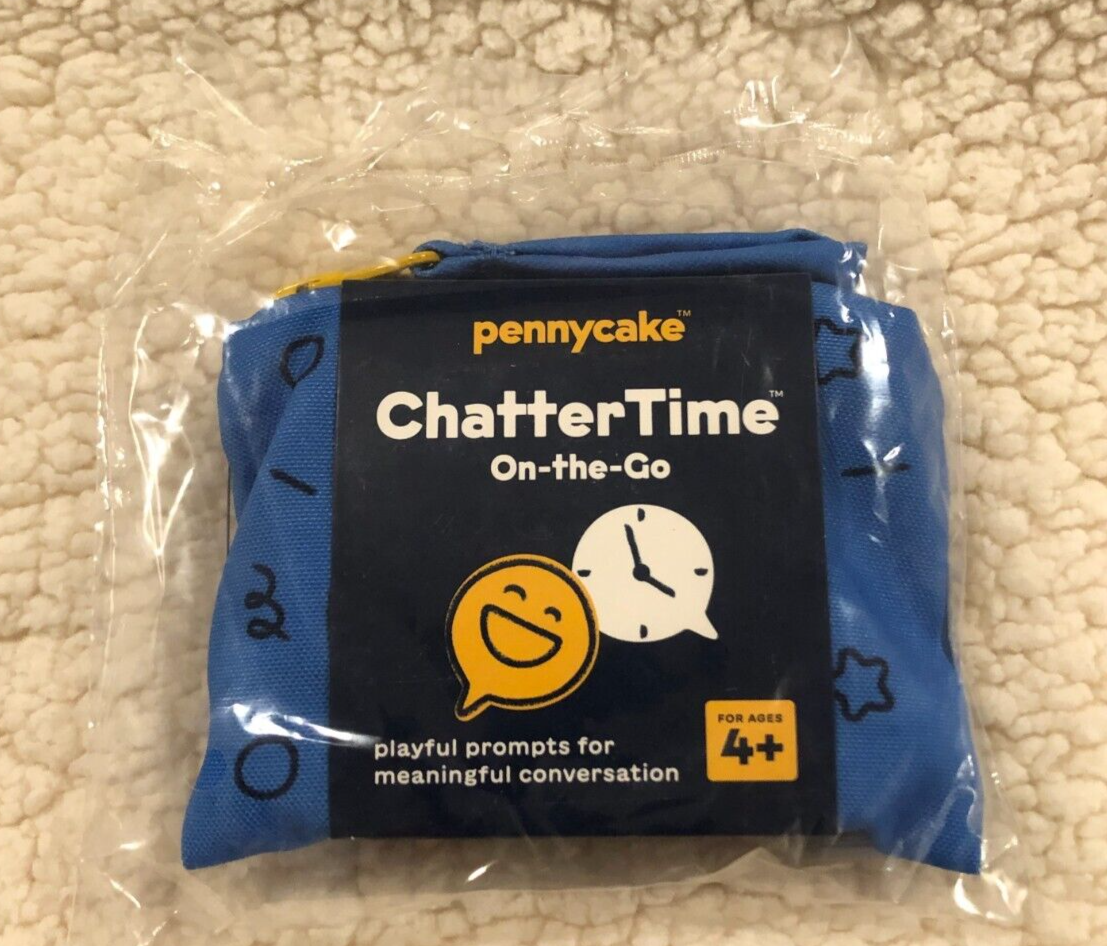 pennycake™
ChatterTime™
On-the-Go
playful prompts for
meaningful conversation
FOR AGES
4+